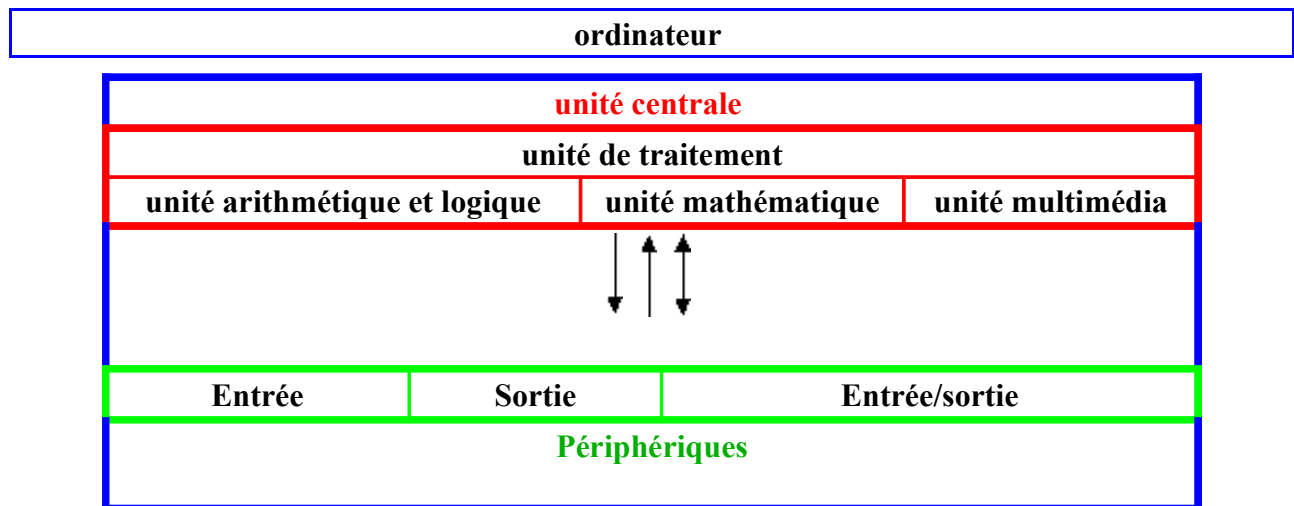 ordinateur
unité centrale
unité de traitement
unité arithmétique et logique unité mathématique unité multimédia
Entrée Sortie Entrée/sortie
Périphériques